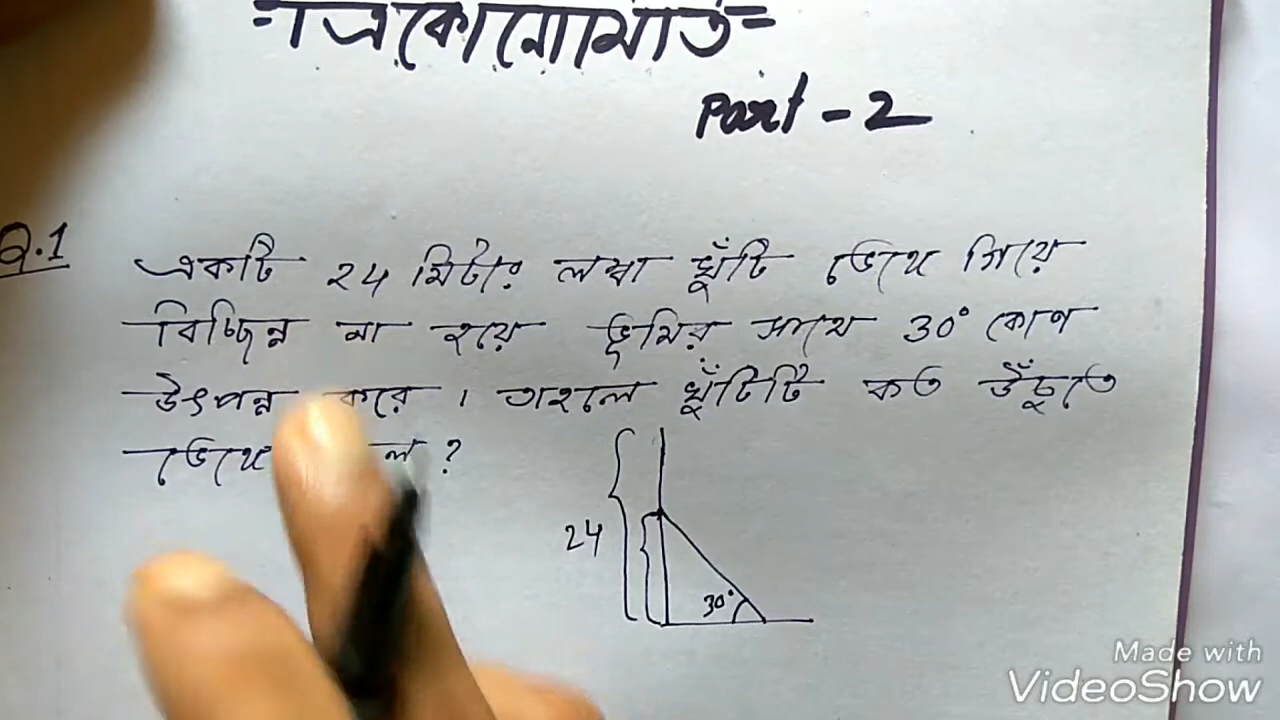 =ত্রিকোনোমিতি=
Part - 2
Q.1
একটি 24 মিটার লম্বা খুঁটি ভেঙে গিয়ে
বিচ্ছিন্ন না হয়ে ভূমির সাথে 30° কোণ
উৎপন্ন করে । তাহলে খুঁটিটি কত উঁচুতে
ভেঙে ?
24
30°
Made with
VideoShow